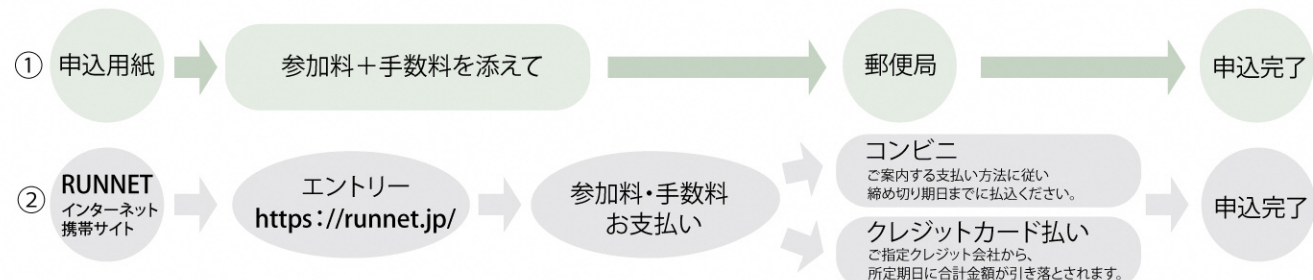 ① 申込用紙 参加料+手数料を添えて 郵便局 申込完了
② RUNNET
インターネット
携帯サイト
エントリー
https://runnet.jp/
参加料・手数料
お支払い
コンビニ
ご案内する支払い方法に従い
締め切り期日までに払込ください。
クレジットカード払い
ご指定クレジット会社から、
所定期日に合計金額が引き落とされます。
申込完了